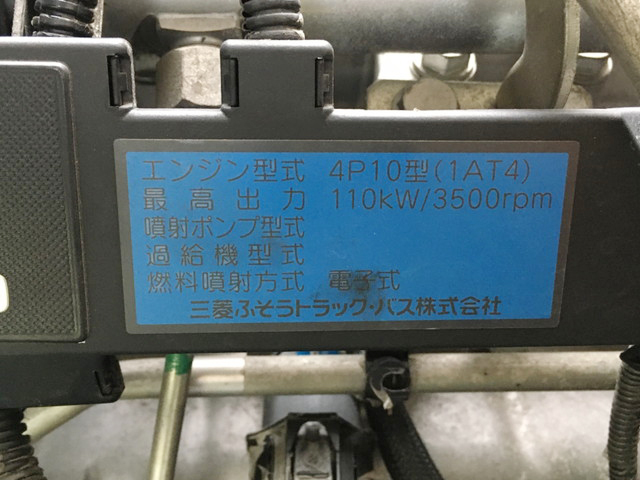 エンジン型式 4P10型(1AT4)
最高出力 110kW/3500rpm
噴射ポンプ型式
過給機型式
燃料噴射方式 電子式
三菱ふそうトラック・バス株式会社